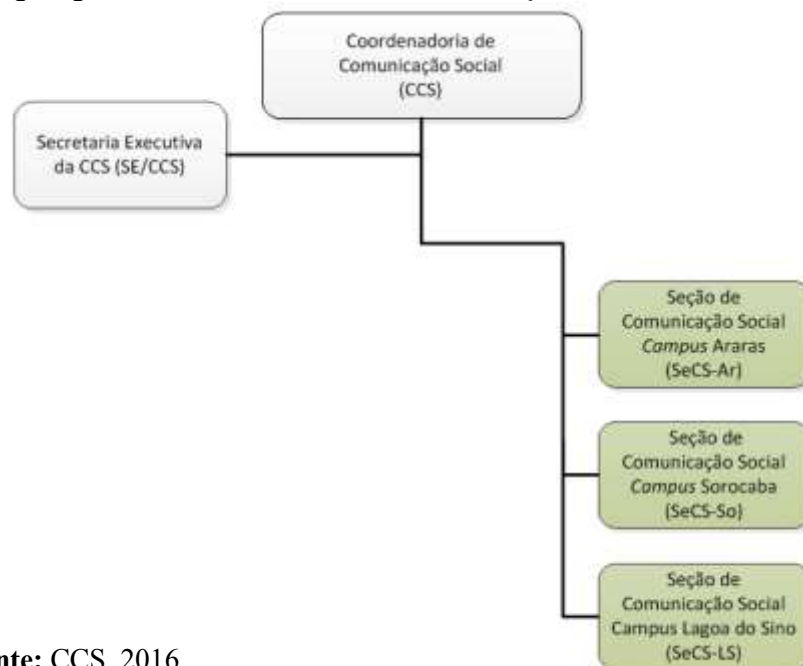 Coordenadoria de
Comunicação Social
(CCS)
Secretaria Executiva
da CCS (SE/CCS)
Seção de
Comunicação Social
Campus Araras
(SeCS-Ar)
Seção de
Comunicação Social
Campus Sorocaba
(SeCS-So)
Seção de
Comunicação Social
Campus Lagoa do Sino
(SeCS-LS)
nte: CCS, 2016